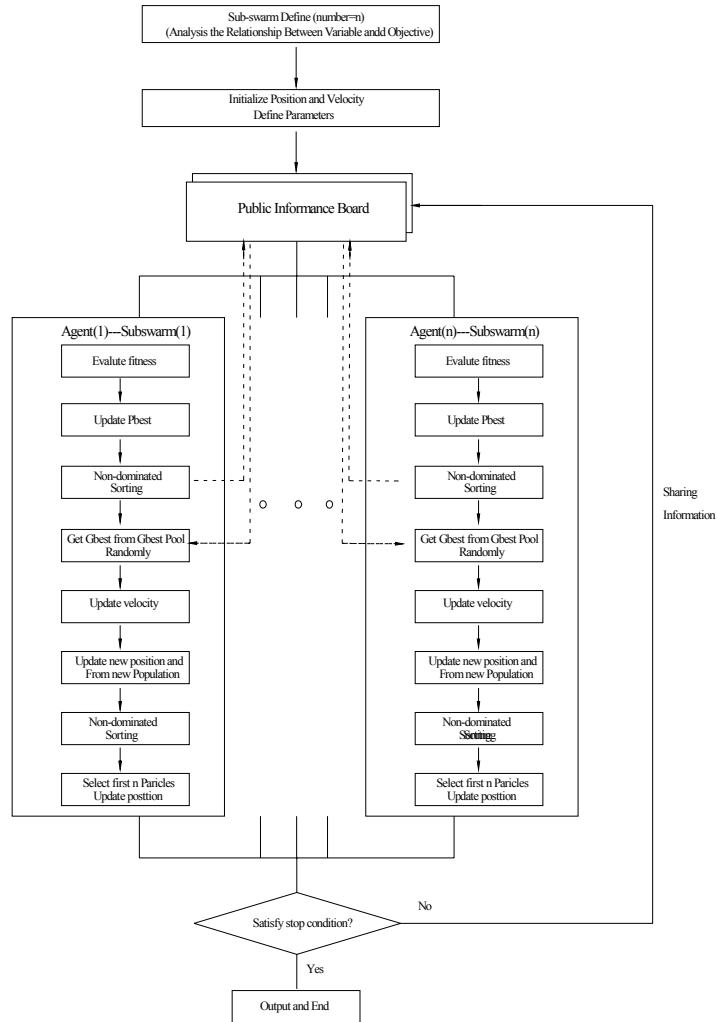 Sub-swarm Define (number=n)
(Analysis the Relationship Between Variable andd Objective)
Initialize Position and Velocity
Define Parameters
Public Informance Board
Agent(1)---Subswarm(1)
Evalute fitness
Update Pbest
Non-dominated
Sorting
Get Gbest from Gbest Pool
Randomly
Update velocity
Update new position and
From new Population
Non-dominated
Sorting
Select first n Paricles
Update posttion
Agent(n)---Subswarm(n)
Evalute fitness
Update Pbest
Non-dominated
Sorting
Get Gbest from Gbest Pool
Randomly
Update velocity
Update new position and
From new Population
Non-dominated
Sorting
Select first n Paricles
Update posttion
Sharing
Information
Satisfy stop condition?
No
Yes
Output and End